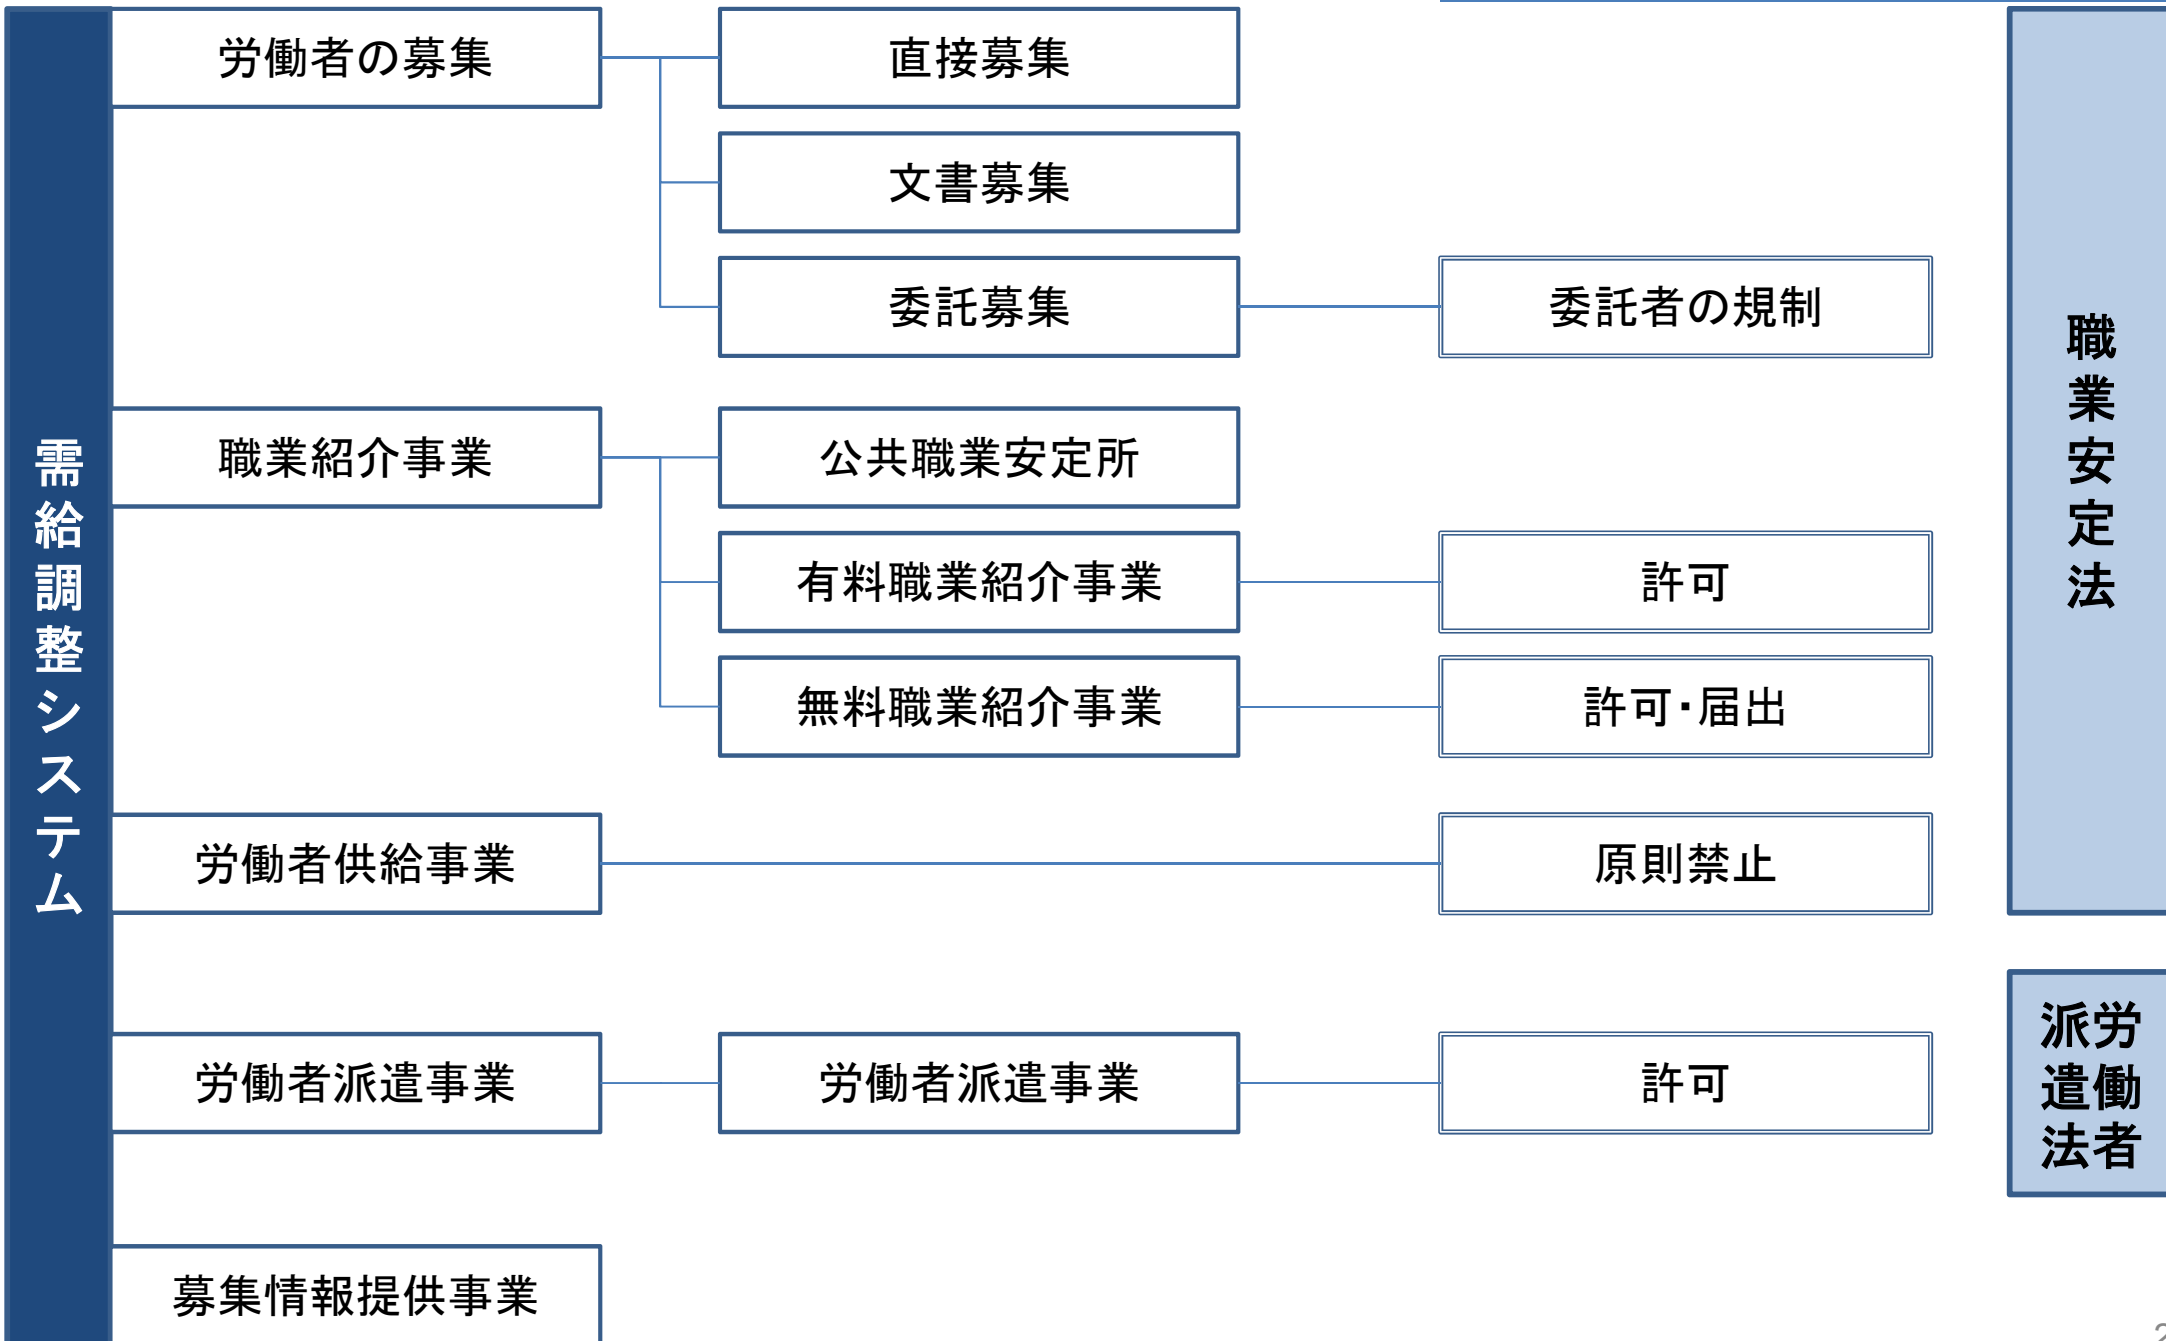 需給調整システム
労働者の募集
直接募集
文書募集
委託募集
委託者の規制
職業紹介事業
公共職業安定所
有料職業紹介事業
許可
無料職業紹介事業
許可・届出
労働者供給事業
原則禁止
職業安定法
労働者派遣事業
労働者派遣事業
許可
労働者
派遣法
募集情報提供事業